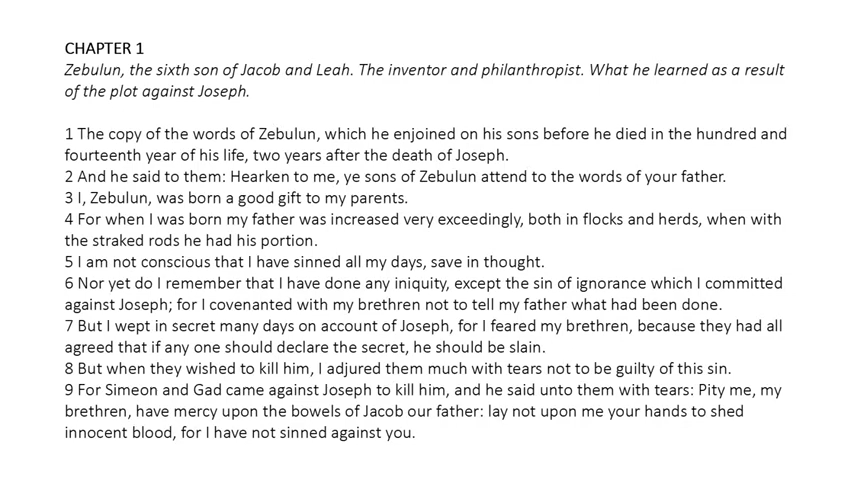 CHAPTER 1
Zebulun, the sixth son of Jacob and Leah. The inventor and philanthropist. What he learned as a result
of the plot against Joseph.
1 The copy of the words of Zebulun, which he enjoined on his sons before he died in the hundred and
fourteenth year of his life, two years after the death of Joseph.
2 And he said to them: Hearken to me, ye sons of Zebulun attend to the words of your father.
3 I, Zebulun, was born a good gift to my parents.
4 For when I was born my father was increased very exceedingly, both in flocks and herds, when with
the straked rods he had his portion.
5 I am not conscious that I have sinned all my days, save in thought.
6 Nor yet do I remember that I have done any iniquity, except the sin of ignorance which I committed
against Joseph; for I covenanted with my brethren not to tell my father what had been done.
7 But I wept in secret many days on account of Joseph, for I feared my brethren, because they had all
agreed that if any one should declare the secret, he should be slain.
8 But when they wished to kill him, I adjured them much with tears not to be guilty of this sin.
9 For Simeon and Gad came against Joseph to kill him, and he said unto them with tears: Pity me, my
brethren, have mercy upon the bowels of Jacob our father: lay not upon me your hands to shed
innocent blood, for I have not sinned against you.